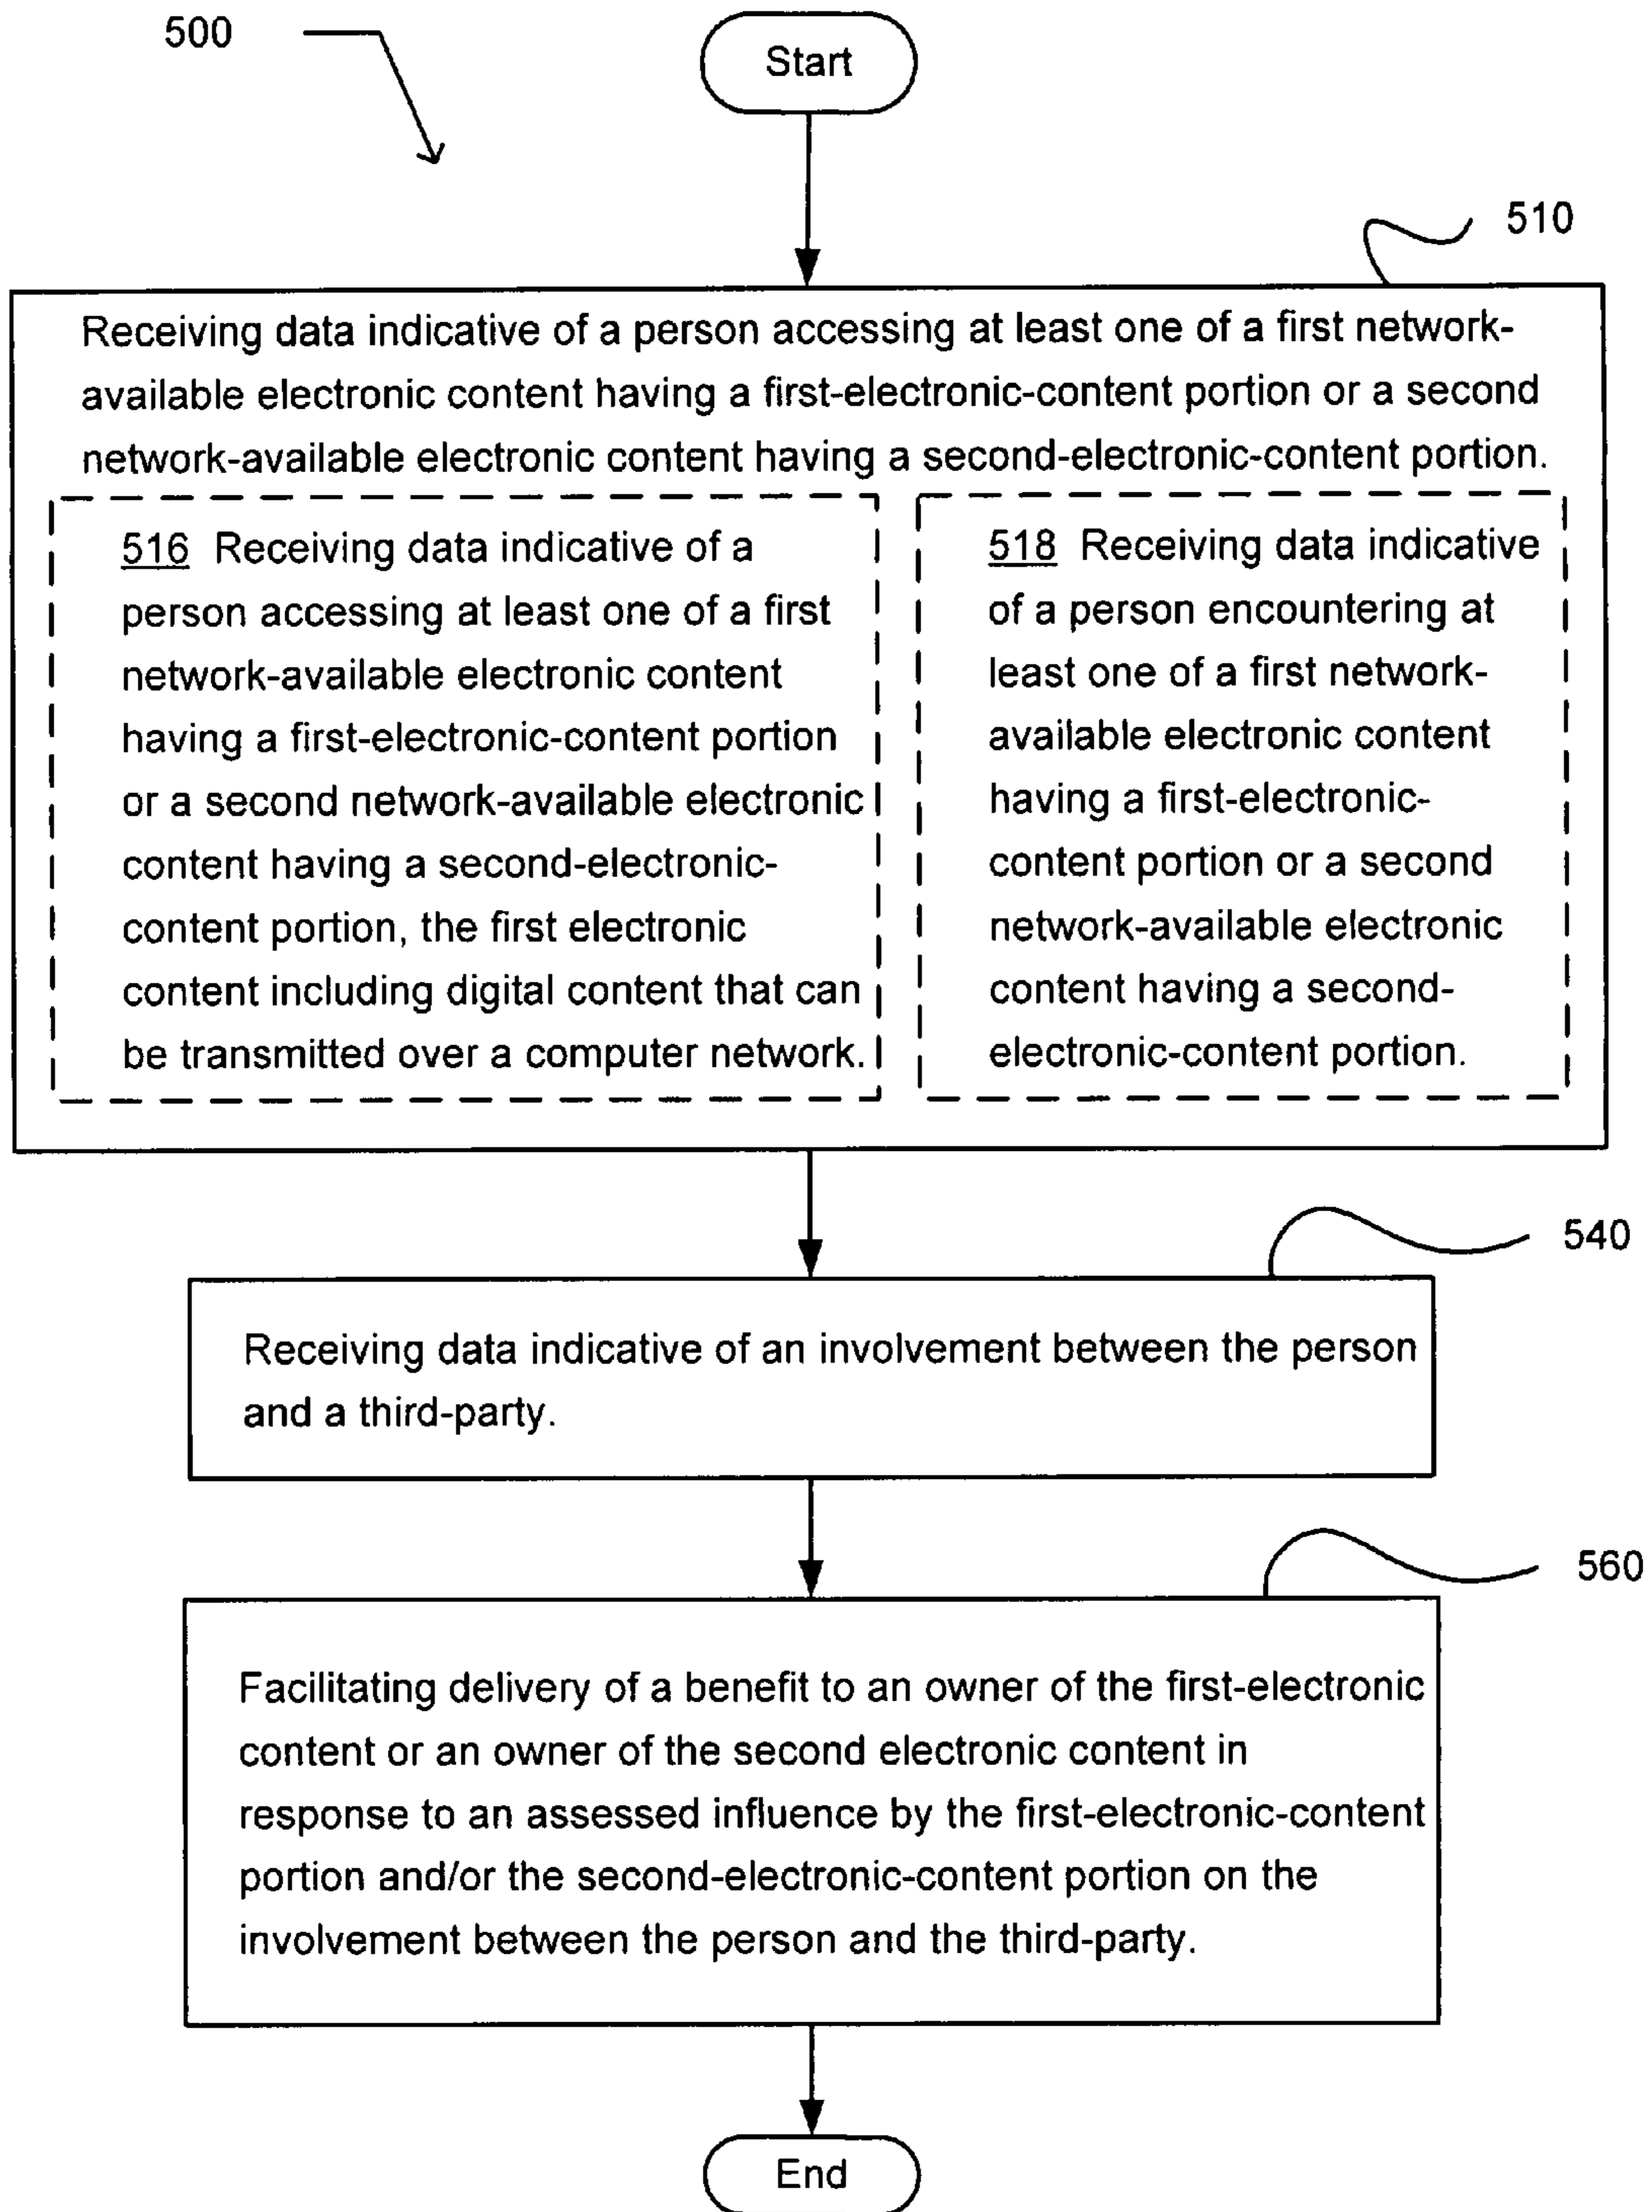 500
Start
510
Receiving data indicative of a person accessing at least one of a first network-
available electronic content having a first-electronic-content portion or a second
network-available electronic content having a second-electronic-content portion.
516 Receiving data indicative of a
person accessing at least one of a first
network-available electronic content
having a first-electronic-content portion
or a second network-available electronic
content having a second-electronic-
content portion, the first electronic
content including digital content that can
be transmitted over a computer network.
518 Receiving data indicative
of a person encountering at
least one of a first network-
available electronic content
having a first-electronic-
content portion or a second
network-available electronic
content having a second-
electronic-content portion.
540
Receiving data indicative of an involvement between the person
and a third-party.
560
Facilitating delivery of a benefit to an owner of the first-electronic
content or an owner of the second electronic content in
response to an assessed influence by the first-electronic-content
portion and/or the second-electronic-content portion on the
involvement between the person and the third-party.
End